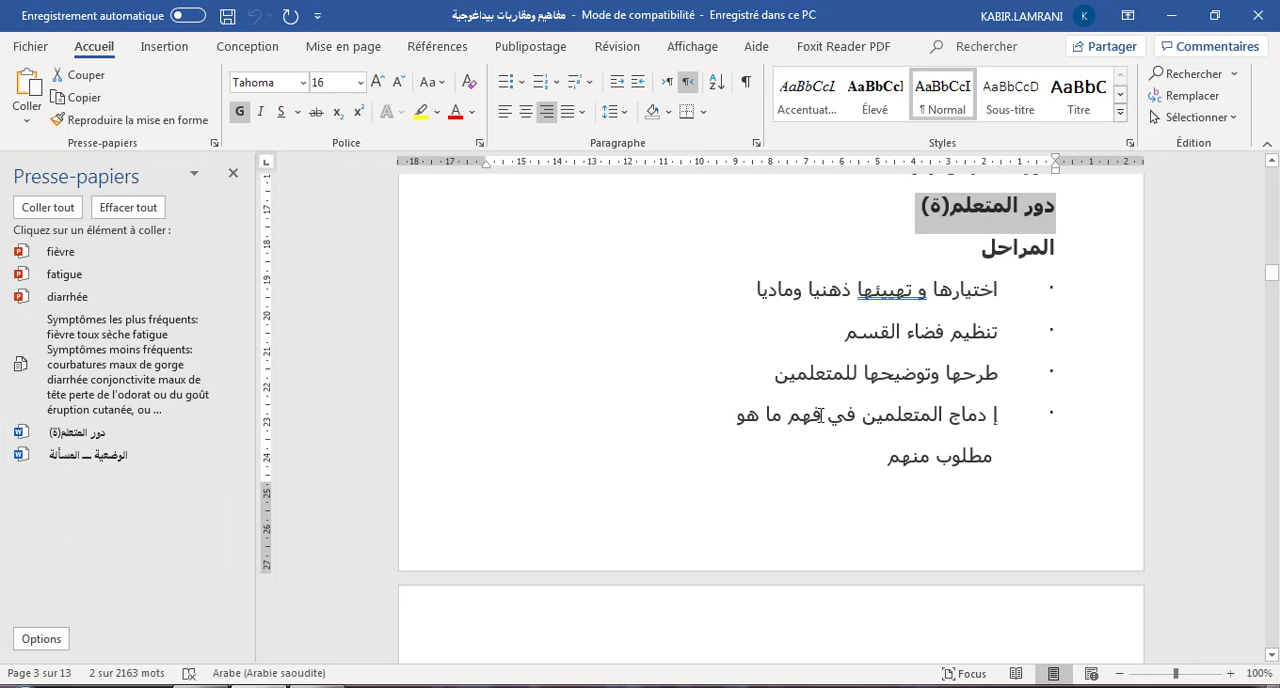 Enregistrement automatique
مفاهيم ومقاربات بيداغوجية - Mode de compatibilité - Enregistré dans ce PC
KABIR.LAMRANI K
Fichier Accueil Insertion Conception Mise en page Références Publipostage Révision Affichage Aide Foxit Reader PDF Rechercher Partager Commentaires
Coller
Couper
Copier
Reproduire la mise en forme
Presse-papiers
Tahoma 16
Police
Paragraphe
AaBbCcI AaBbCc AaBbCcI AaBbCcD AaBbC
Accentuat... Élevé ¶ Normal Sous-titre Titre
Styles
Rechercher
Remplacer
Sélectionner
Édition
Presse-papiers
Coller tout Effacer tout
Cliquez sur un élément à coller :
fièvre
fatigue
diarrhée
Symptômes les plus fréquents:
fièvre toux sèche fatigue
Symptômes moins fréquents:
courbatures maux de gorge
diarrhée conjonctivite maux de
tête perte de l'odorat ou du goût
éruption cutanée, ou ...
دور المتعلم(ة)
الوضعية ــ المسألة
Options
دور المتعلم(ة)
المراحل
· اختيارها و تهييئها ذهنيا وماديا
· تنظيم فضاء القسم
· طرحها وتوضيحها للمتعلمين
· إ دماج المتعلمين في فهم ما هو
مطلوب منهم
Page 3 sur 13 2 sur 2163 mots Arabe (Arabie saoudite) Focus 100%